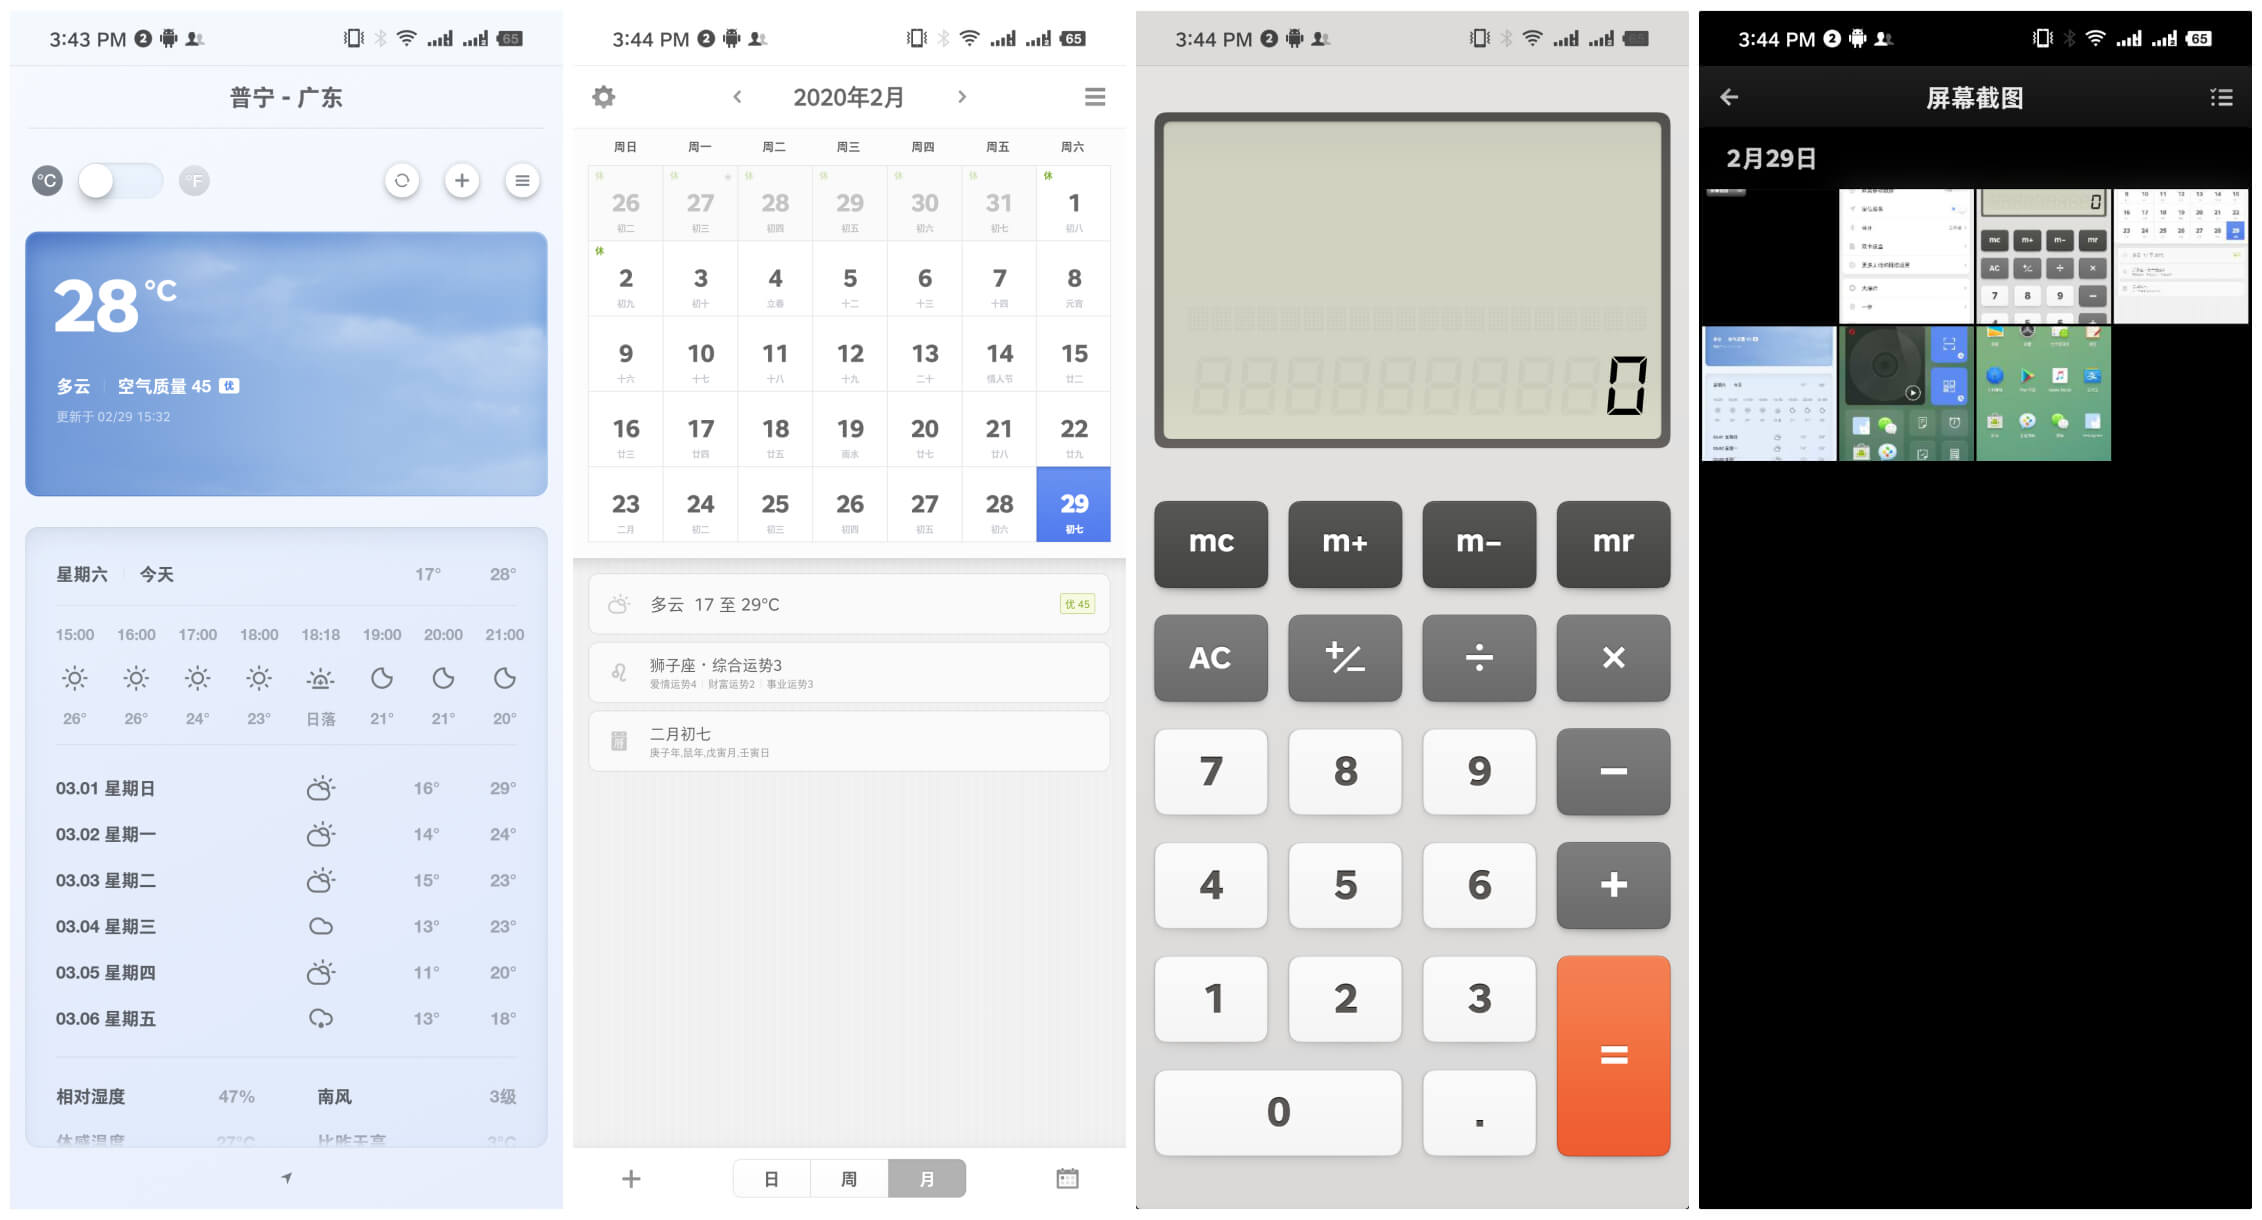 3:43 PM 2 65
普宁 - 广东
°C °F
28°C
多云 空气质量 45 优
更新于 02/29 15:32
星期六 今天 17° 28°
15:00 16:00 17:00 18:00 18:18 19:00 20:00 21:00
26° 26° 24° 23° 日落 21° 21° 20°
03.01 星期日 16° 29°
03.02 星期一 14° 24°
03.03 星期二 15° 23°
03.04 星期三 13° 23°
03.05 星期四 11° 20°
03.06 星期五 13° 18°
相对湿度 47% 南风 3级
体感温度 27°C 比昨天高 3°C
3:44 PM 2 65
2020年2月
周日 周一 周二 周三 周四 周五 周六
休 休 休 休 休 休 休
26 27 28 29 30 31 1
初二 初三 初四 初五 初六 初七 初八
休
2 3 4 5 6 7 8
初九 初十 立春 十二 十三 十四 元宵
9 10 11 12 13 14 15
十六 十七 十八 十九 二十 情人节 廿二
16 17 18 19 20 21 22
廿三 廿四 廿五 雨水 廿七 廿八 廿九
23 24 25 26 27 28 29
二月 初二 初三 初四 初五 初六 初七
多云 17 至 29°C 优 45
狮子座・综合运势3
爱情运势4 财富运势2 事业运势3
二月初七
庚子年,鼠年,戊寅月,壬寅日
日 周 月
3:44 PM 2 65
0
mc m+ m– mr
AC +/– ÷ ×
7 8 9 –
4 5 6 +
1 2 3
=
0 .
3:44 PM 2 65
屏幕截图
2月29日
0
mc m+ m– mr
AC +/– ÷ ×
7 8 9 –